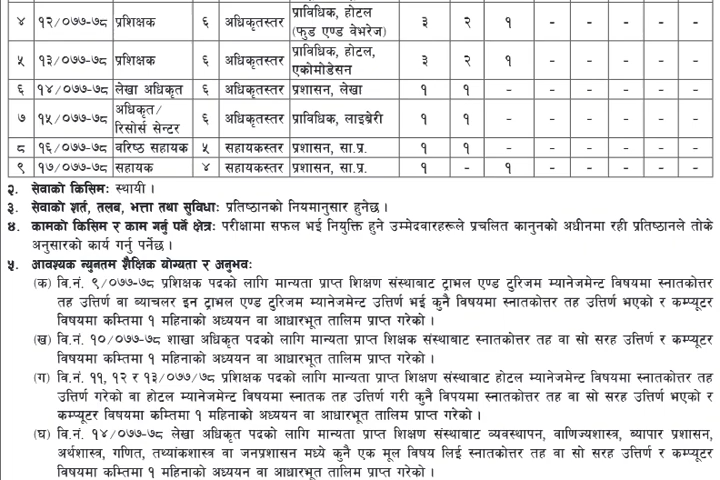 ४ १२/०७७-७८ प्रशिक्षक ६ अधिकृतस्तर प्राविधिक, होटल (फुड एण्ड वेभरेज) ३ २ १ - - - - -
५ १३/०७७-७८ प्रशिक्षक ६ अधिकृतस्तर प्राविधिक, होटल, एकोमोडेसन ३ २ १ - - - - -
६ १४/०७७-७८ लेखा अधिकृत ६ अधिकृतस्तर प्रशासन, लेखा १ १ - - - - - -
७ १५/०७७-७८ अधिकृत/ रिसोर्स सेन्टर ६ अधिकृतस्तर प्राविधिक, लाइब्रेरी १ १ - - - - - -
८ १६/०७७-७८ वरिष्ठ सहायक ५ सहायकस्तर प्रशासन, सा.प्र. १ १ - - - - - -
९ १७/०७७-७८ सहायक ४ सहायकस्तर प्रशासन, सा.प्र. १ - १ - - - - -
२. सेवाको किसिमः स्थायी ।
३. सेवाको शर्त, तलब, भत्ता तथा सुविधाः प्रतिष्ठानको नियमानुसार हुनेछ ।
४. कामको किसिम र काम गर्नु पर्ने क्षेत्रः परीक्षामा सफल भई नियुक्ति हुने उम्मेदवारहरूले प्रचलित कानुनको अधीनमा रही प्रतिष्ठानले तोके
अनुसारको कार्य गर्नु पर्नेछ ।
५. आवश्यक न्युनतम शैक्षिक योग्यता र अनुभवः
(क) वि.नं. ९/०७७-७८ प्रशिक्षक पदको लागि मान्यता प्राप्त शिक्षण संस्थाबाट ट्राभल एण्ड टुरिजम म्यानेजमेन्ट विषयमा स्नातकोत्तर
तह उत्तिर्ण वा ब्याचलर इन ट्राभल एण्ड टुरिजम म्यानेजमेन्ट उत्तिर्ण भई कुनै विषयमा स्नातकोत्तर तह उत्तिर्ण भएको र कम्प्यूटर
विषयमा कम्तिमा १ महिनाको अध्ययन वा आधारभूत तालिम प्राप्त गरेको ।
(ख) वि.नं. १०/०७७-७८ शाखा अधिकृत पदको लागि मान्यता प्राप्त शिक्षक संस्थाबाट स्नातकोत्तर तह वा सो सरह उत्तिर्ण र कम्प्यूटर
विषयमा कम्तिमा १ महिनाको अध्ययन वा आधारभूत तालिम प्राप्त गरेको ।
(ग) वि.नं. ११, १२ र १३/०७७/७८ प्रशिक्षक पदको लागि मान्यता प्राप्त शिक्षण संस्थाबाट होटल म्यानेजमेन्ट विषयमा स्नातकोत्तर तह
उत्तिर्ण गरेको वा होटल म्यानेजमेन्ट विषयमा स्नातक तह उत्तिर्ण गरी कुनै विपयमा स्नातकोत्तर तह वा सो सरह उत्तिर्ण भएको र
कम्प्यूटर विषयमा कम्तिमा १ महिनाको अध्ययन वा आधारभूत तालिम प्राप्त गरेको ।
(घ) वि.नं. १४/०७७-७८ लेखा अधिकृत पदको लागि मान्यता प्राप्त शिक्षण संस्थाबाट व्यवस्थापन, वाणिज्यशास्त्र, व्यापार प्रशासन,
अर्थशास्त्र, गणित, तथ्यांकशास्त्र वा जनप्रशासन मध्ये कुनै एक मूल विषय लिई स्नातकोत्तर तह वा सो सरह उत्तिर्ण र कम्प्यूटर
विषयमा कम्तिमा १ महिनाको अध्ययन वा आधारभूत तालिम प्राप्त गरेको ।